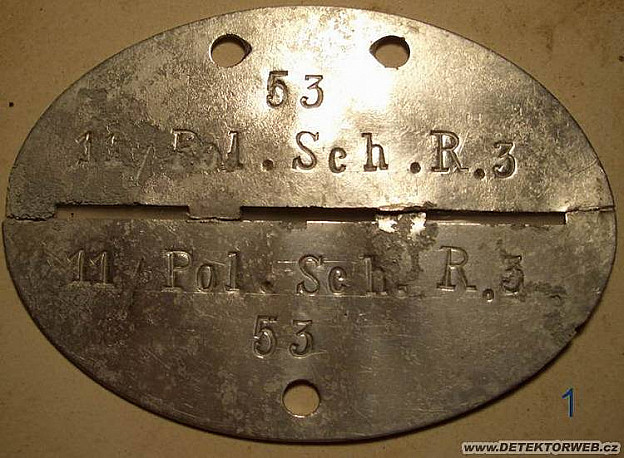 53
11/Pol.Sch.R.3
11/Pol.Sch.R.3
53
1
www.DETEKTORWEB.cz